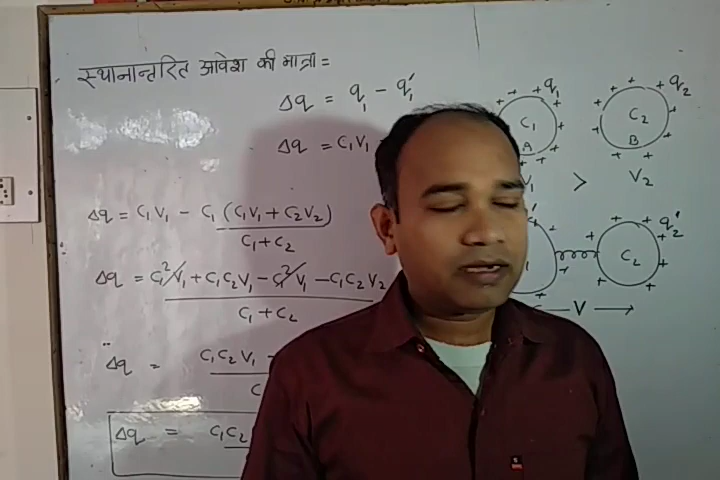 स्थानान्तरित आवेश की मात्रा =
Δq = q₁ - q₁′
Δq = C₁V₁
Δq = C₁V₁ - C₁ (C₁V₁ + C₂V₂)
C₁ + C₂
Δq = C₁²V₁ + C₁C₂V₁ - C₁²V₁ - C₁C₂V₂
C₁ + C₂
Δq = C₁C₂V₁
Δq = C₁C₂
+ + + q₁
C₁
A
+ + + q₂
C₂
B
V₁ > V₂
+ + + q₂′
C₂
V →